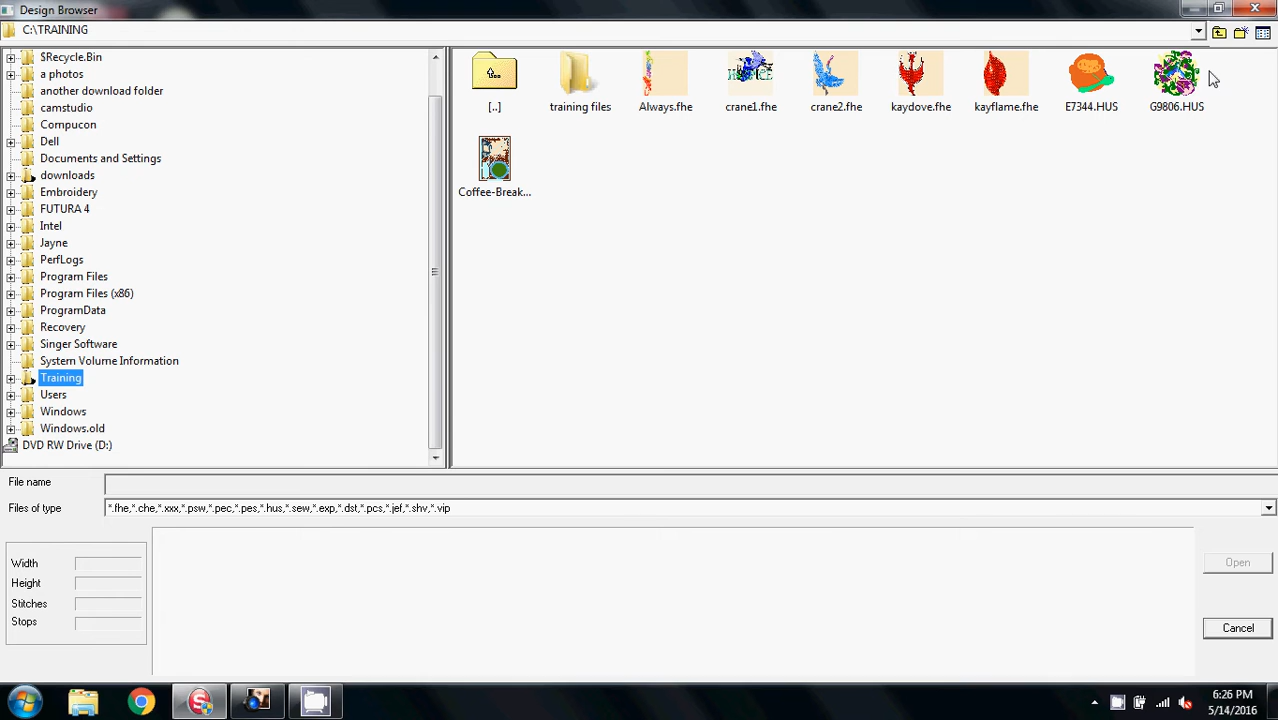 Design Browser
C:\TRAINING
$Recycle.Bin
a photos
another download folder
camstudio
Compucon
Dell
Documents and Settings
downloads
Embroidery
FUTURA 4
Intel
Jayne
PerfLogs
Program Files
Program Files (x86)
ProgramData
Recovery
Singer Software
System Volume Information
Training
Users
Windows
Windows.old
DVD RW Drive (D:)
[..]
training files
Always.fhe
crane1.fhe
crane2.fhe
kaydove.fhe
kayflame.fhe
E7344.HUS
G9806.HUS
Coffee-Break...
File name
Files of type
*.fhe,*.che,*.xxx,*.psw,*.pec,*.pes,*.hus,*.sew,*.exp,*.dst,*.pcs,*.jef,*.shv,*.vip
Width
Height
Stitches
Stops
Open
Cancel
6:26 PM
5/14/2016